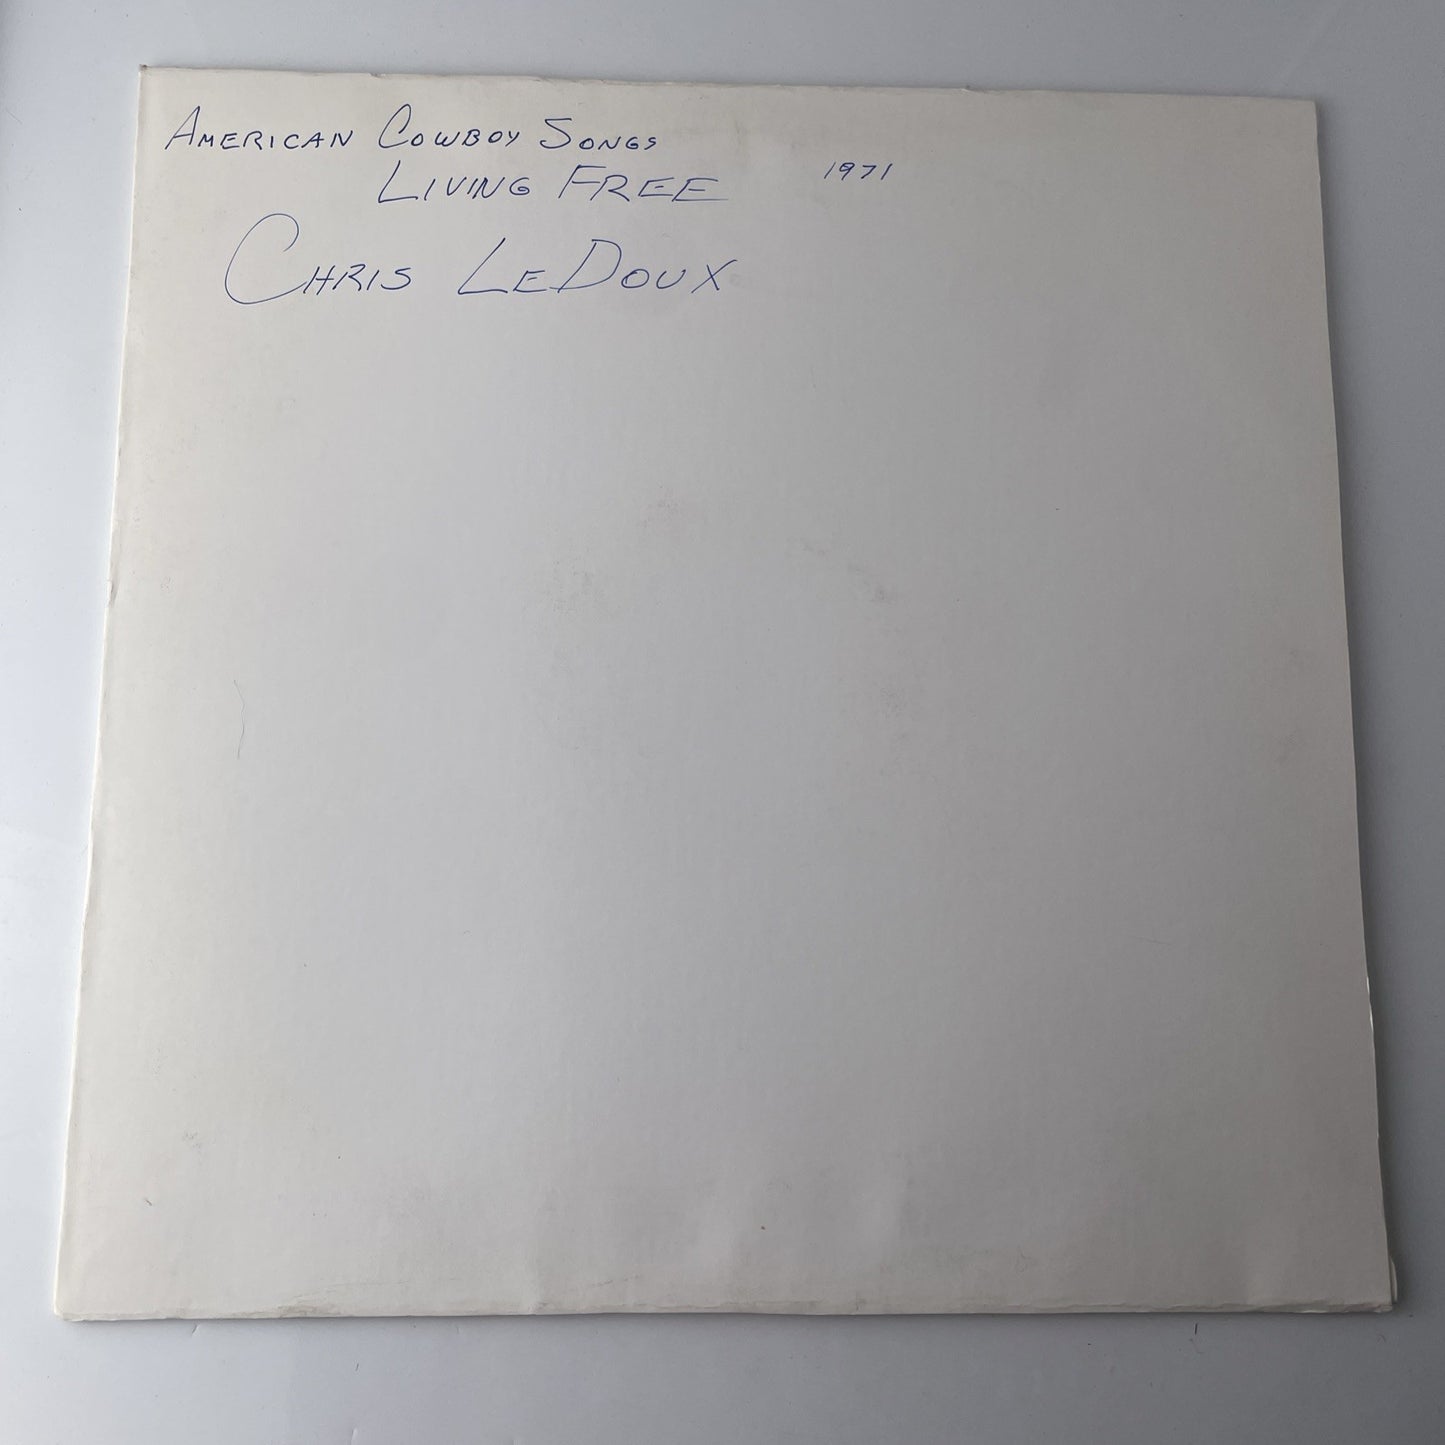 American Cowboy Songs
Living Free 1971
Chris LeDoux